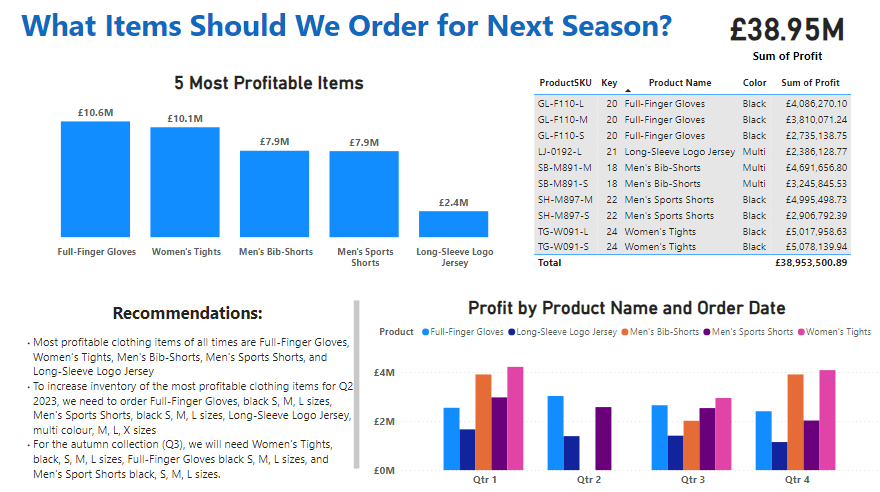 What Items Should We Order for Next Season?
£38.95M
Sum of Profit
5 Most Profitable Items
£10.6M
£10.1M
£7.9M
£7.9M
£2.4M
Full-Finger Gloves
Women's Tights
Men's Bib-Shorts
Men's Sports
Shorts
Long-Sleeve Logo
Jersey
ProductSKU Key Product Name Color Sum of Profit
GL-F110-L 20 Full-Finger Gloves Black £4,086,270.10
GL-F110-M 20 Full-Finger Gloves Black £3,810,071.24
GL-F110-S 20 Full-Finger Gloves Black £2,735,138.75
LJ-0192-L 21 Long-Sleeve Logo Jersey Multi £2,386,128.77
SB-M891-M 18 Men's Bib-Shorts Multi £4,691,656.80
SB-M891-S 18 Men's Bib-Shorts Multi £3,245,845.53
SH-M897-M 22 Men's Sports Shorts Black £4,995,498.73
SH-M897-S 22 Men's Sports Shorts Black £2,906,792.39
TG-W091-L 24 Women's Tights Black £5,017,958.63
TG-W091-S 24 Women's Tights Black £5,078,139.94
Total £38,953,500.89
Recommendations:
• Most profitable clothing items of all times are Full-Finger Gloves,
Women's Tights, Men's Bib-Shorts, Men's Sports Shorts, and
Long-Sleeve Logo Jersey
• To increase inventory of the most profitable clothing items for Q2
2023, we need to order Full-Finger Gloves, black S, M, L sizes,
Men's Sports Shorts, black S, M, L sizes, Long-Sleeve Logo Jersey,
multi colour, M, L, X sizes
• For the autumn collection (Q3), we will need Women's Tights,
black, S, M, L sizes, Full-Finger Gloves black S, M, L sizes, and
Men's Sport Shorts black, S, M, L sizes.
Profit by Product Name and Order Date
Product Full-Finger Gloves Long-Sleeve Logo Jersey Men's Bib-Shorts Men's Sports Shorts Women's Tights
£4M
£2M
£0M
Qtr 1
Qtr 2
Qtr 3
Qtr 4